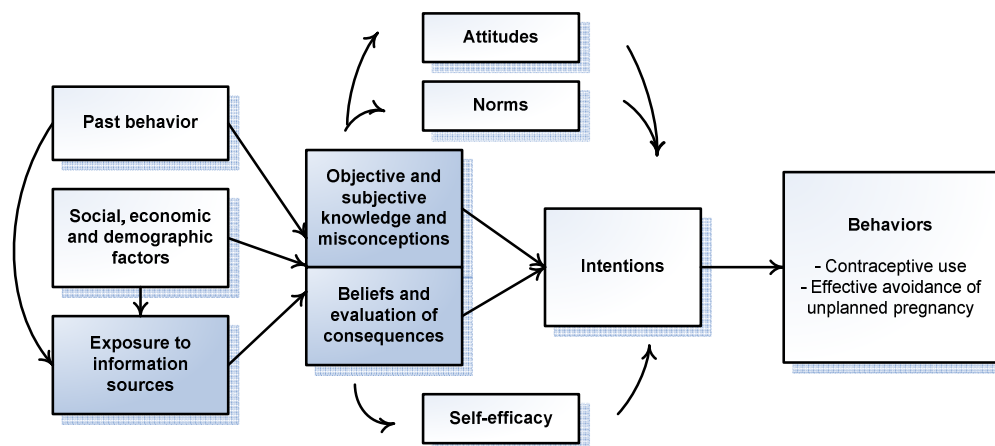 Attitudes
Norms
Past behavior
Objective and
subjective
knowledge and
misconceptions
Social, economic
and demographic
factors
Intentions
Behaviors
- Contraceptive use
- Effective avoidance of
unplanned pregnancy
Beliefs and
evaluation of
consequences
Exposure to
information
sources
Self-efficacy